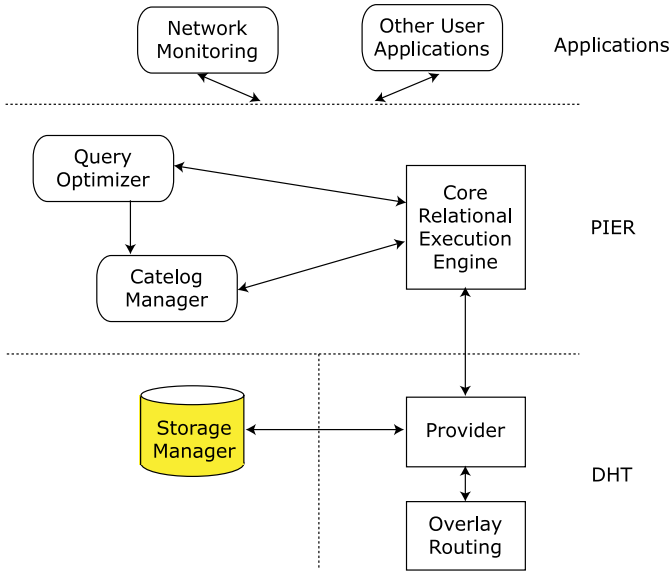 Network
Monitoring
Other User
Applications
Applications
Query
Optimizer
Core
Relational
Execution
Engine
PIER
Catelog
Manager
Storage
Manager
Provider
DHT
Overlay
Routing